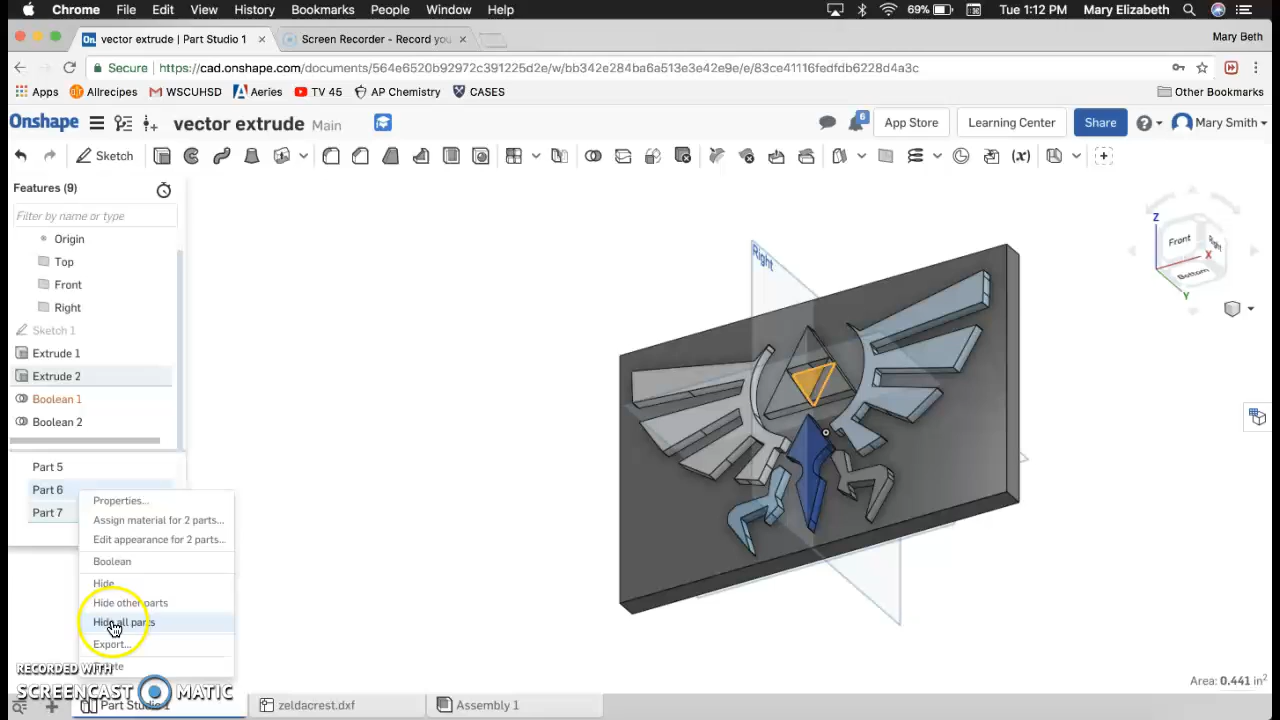 Chrome File Edit View History Bookmarks People Window Help 69% Tue 1:12 PM Mary Elizabeth
On vector extrude | Part Studio 1 × Screen Recorder - Record you × Mary Beth
Secure https://cad.onshape.com/documents/564e6520b92972c391225d2e/w/bb342e284ba6a513e3e42e9e/e/83ce41116fedfdb6228d4a3c
Apps Allrecipes WSCUHSD Aeries TV 45 AP Chemistry CASES Other Bookmarks
Onshape vector extrude Main 6 App Store Learning Center Share Mary Smith
Sketch (x)
Features (9)
Filter by name or type
Origin
Top
Front
Right
Sketch 1
Extrude 1
Extrude 2
Boolean 1
Boolean 2
Part 5
Part 6
Part 7
Properties...
Assign material for 2 parts...
Edit appearance for 2 parts...
Boolean
Hide
Hide other parts
Hide all parts
Export...
Right
Z
Front
Right
X
Bottom
Y
Area: 0.441 in²
RECORDED WITH
SCREENCAST MATIC
Part Studio 1 zeldacrest.dxf Assembly 1